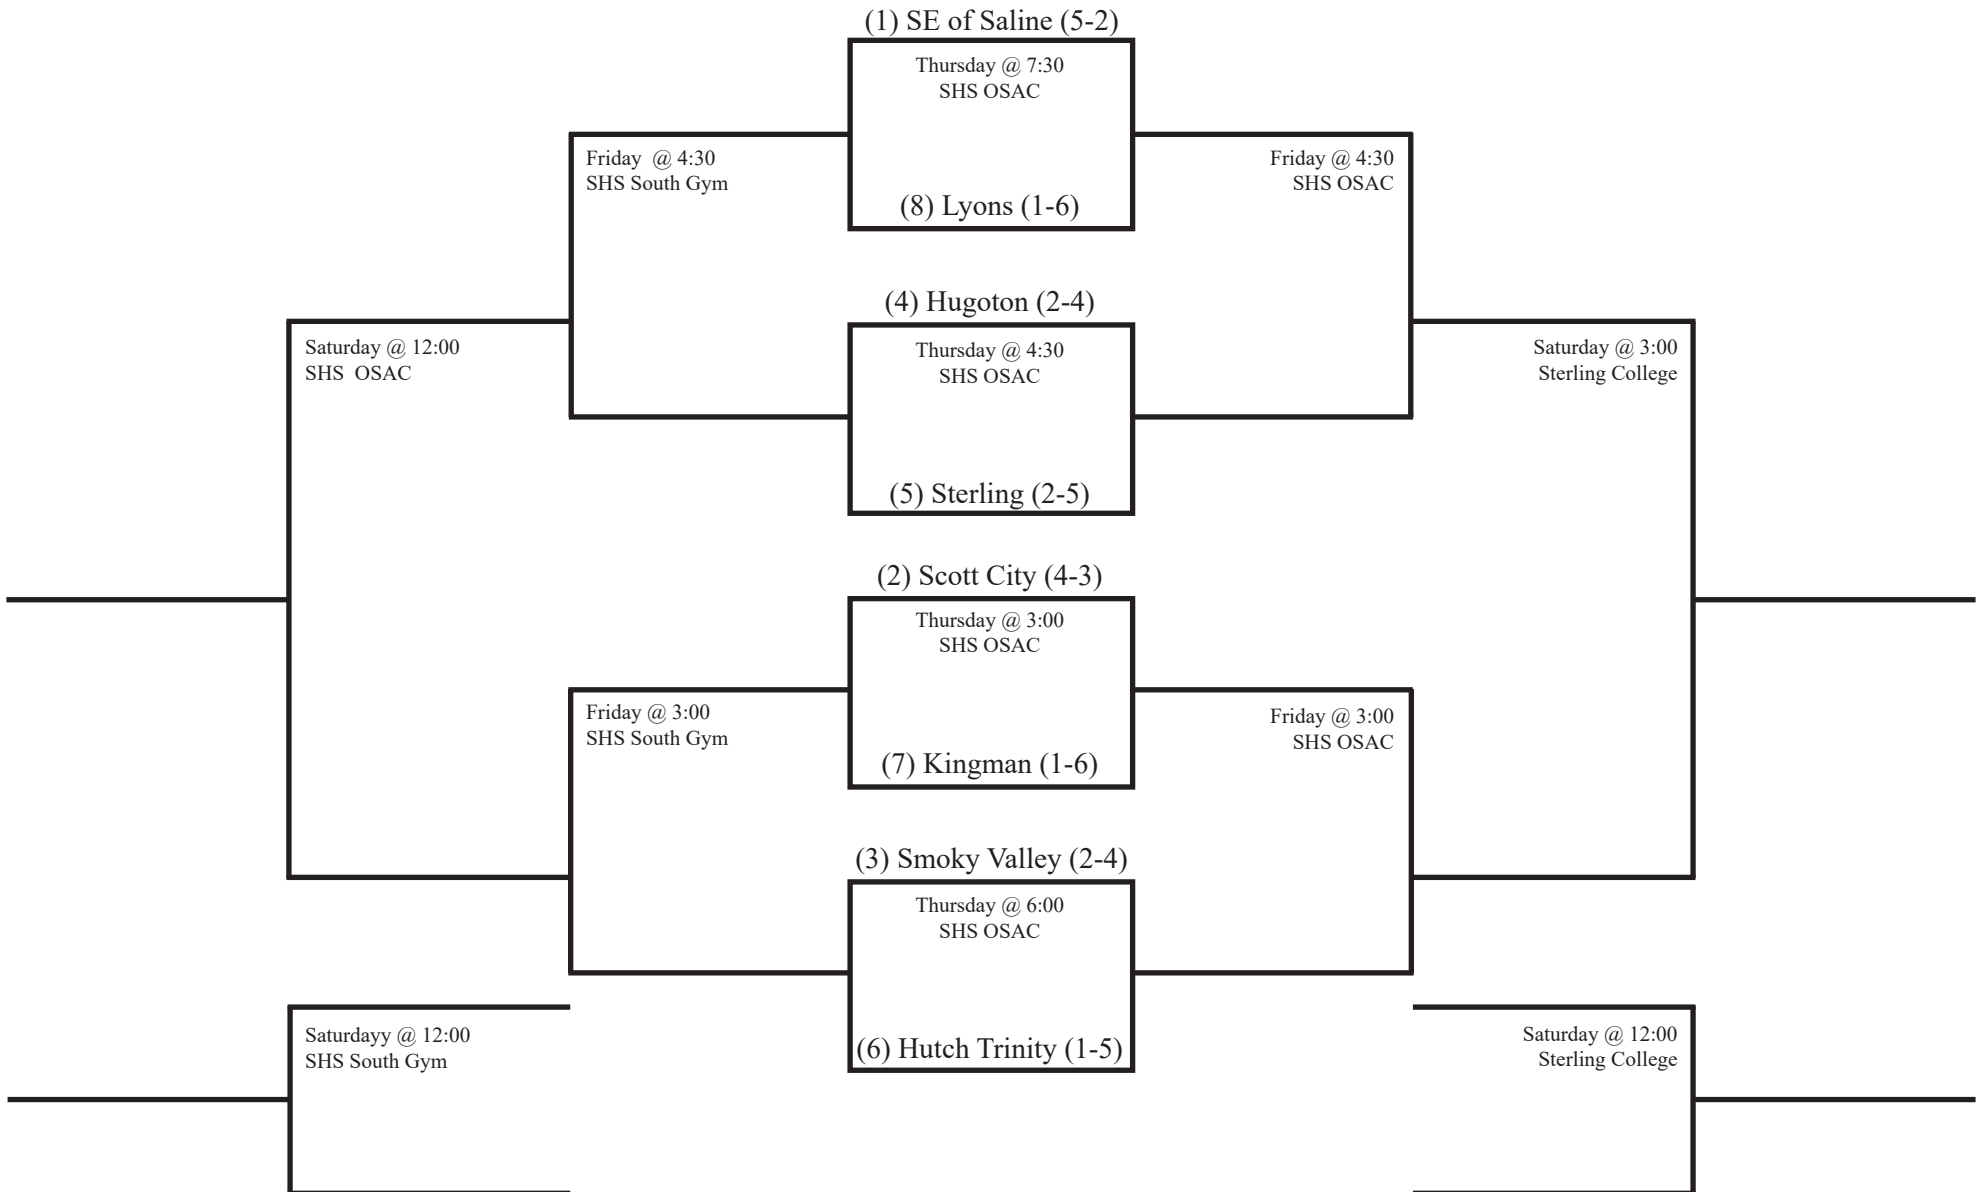 (1) SE of Saline (5-2)
Thursday @ 7:30
SHS OSAC
Friday  @ 4:30
SHS South Gym
Friday @ 4:30
SHS OSAC
(8) Lyons (1-6)
(4) Hugoton (2-4)
Saturday @ 12:00
SHS  OSAC
Thursday @ 4:30
SHS OSAC
Saturday @ 3:00
Sterling College
(5) Sterling (2-5)
(2) Scott City (4-3)
Thursday @ 3:00
SHS OSAC
Friday @ 3:00
SHS South Gym
Friday @ 3:00
SHS OSAC
(7) Kingman (1-6)
(3) Smoky Valley (2-4)
Thursday @ 6:00
SHS OSAC
Saturdayy @ 12:00
SHS South Gym
(6) Hutch Trinity (1-5)
Saturday @ 12:00
Sterling College